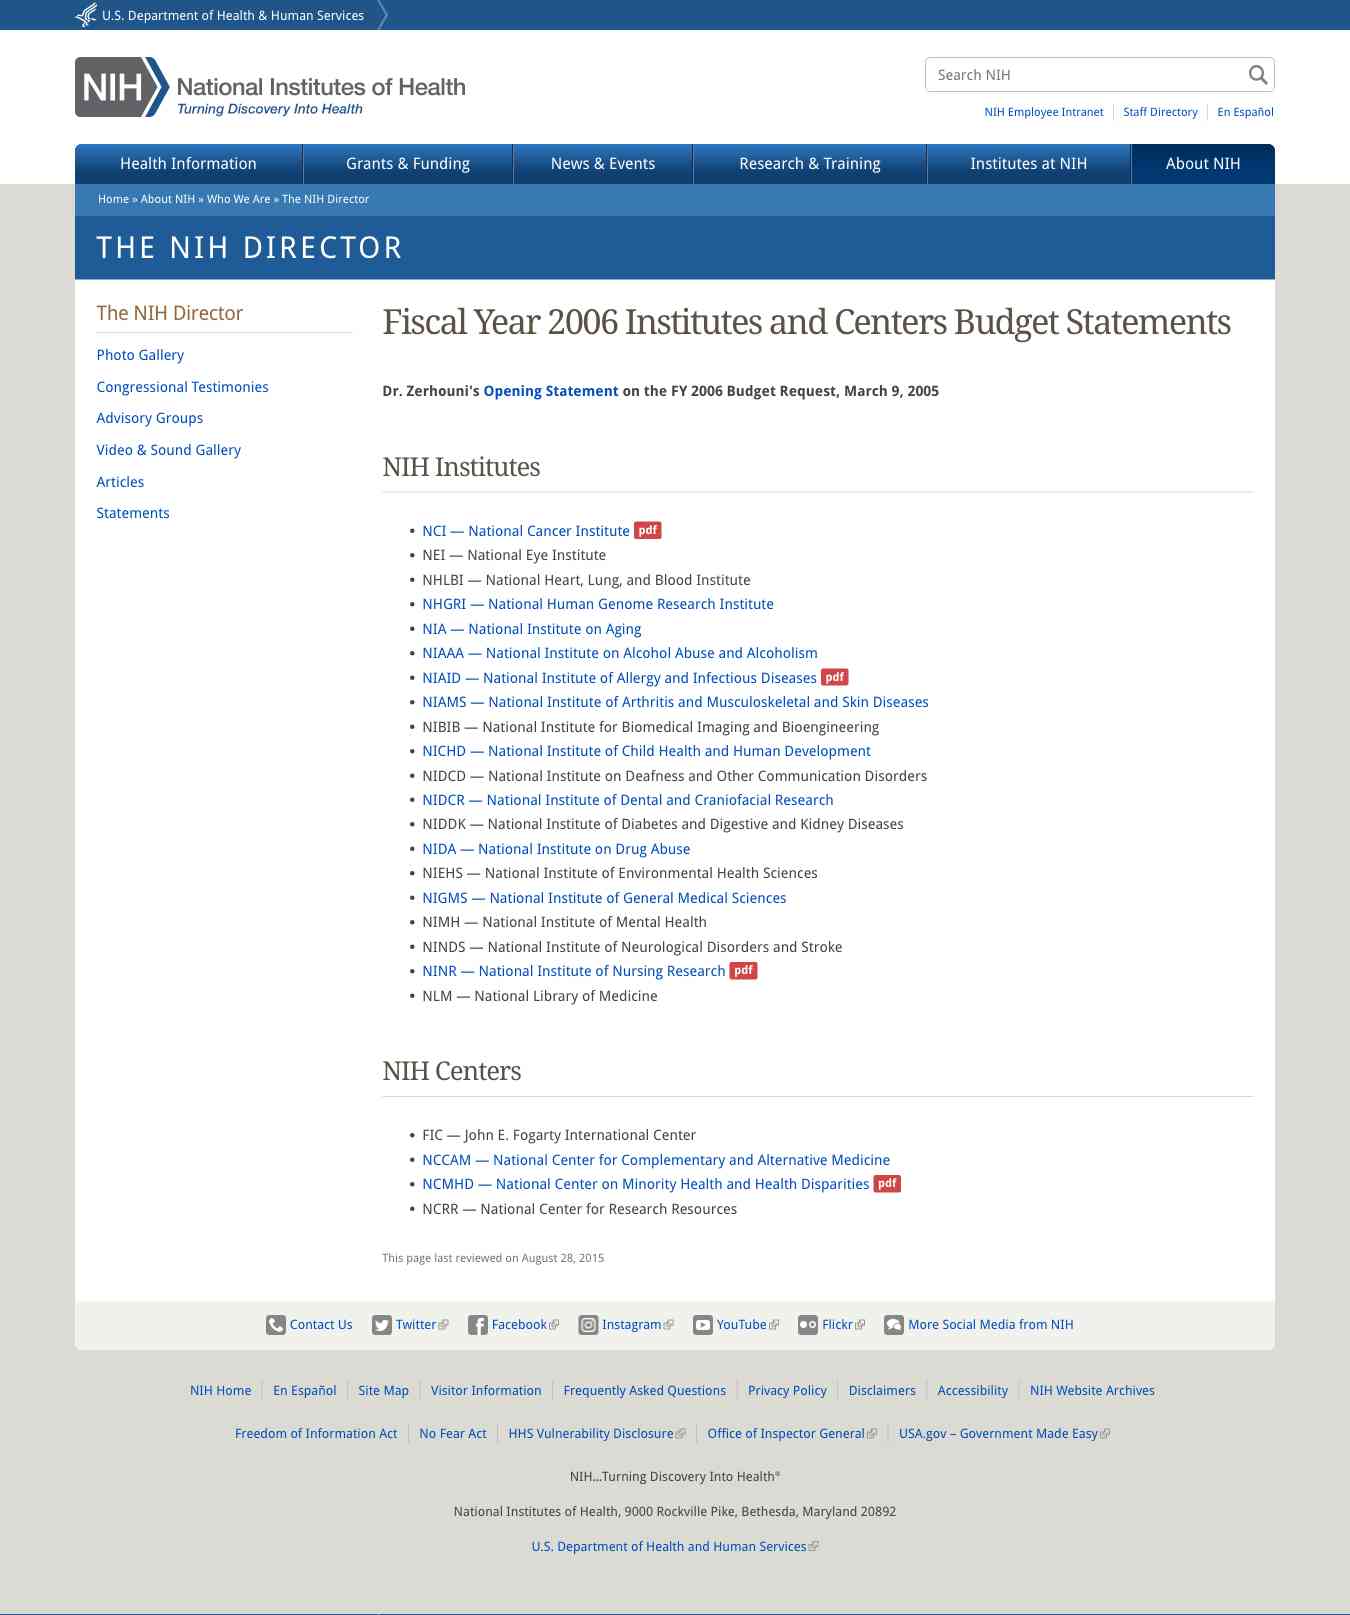 U.S. Department of Health & Human Services
NIH National Institutes of Health
Turning Discovery Into Health
Search NIH
NIH Employee Intranet Staff Directory En Español
Health Information Grants & Funding News & Events Research & Training Institutes at NIH About NIH
Home » About NIH » Who We Are » The NIH Director
THE NIH DIRECTOR
The NIH Director
Photo Gallery
Congressional Testimonies
Advisory Groups
Video & Sound Gallery
Articles
Statements
Fiscal Year 2006 Institutes and Centers Budget Statements
Dr. Zerhouni's Opening Statement on the FY 2006 Budget Request, March 9, 2005
NIH Institutes
• NCI — National Cancer Institute pdf
• NEI — National Eye Institute
• NHLBI — National Heart, Lung, and Blood Institute
• NHGRI — National Human Genome Research Institute
• NIA — National Institute on Aging
• NIAAA — National Institute on Alcohol Abuse and Alcoholism
• NIAID — National Institute of Allergy and Infectious Diseases pdf
• NIAMS — National Institute of Arthritis and Musculoskeletal and Skin Diseases
• NIBIB — National Institute for Biomedical Imaging and Bioengineering
• NICHD — National Institute of Child Health and Human Development
• NIDCD — National Institute on Deafness and Other Communication Disorders
• NIDCR — National Institute of Dental and Craniofacial Research
• NIDDK — National Institute of Diabetes and Digestive and Kidney Diseases
• NIDA — National Institute on Drug Abuse
• NIEHS — National Institute of Environmental Health Sciences
• NIGMS — National Institute of General Medical Sciences
• NIMH — National Institute of Mental Health
• NINDS — National Institute of Neurological Disorders and Stroke
• NINR — National Institute of Nursing Research pdf
• NLM — National Library of Medicine
NIH Centers
• FIC — John E. Fogarty International Center
• NCCAM — National Center for Complementary and Alternative Medicine
• NCMHD — National Center on Minority Health and Health Disparities pdf
• NCRR — National Center for Research Resources
This page last reviewed on August 28, 2015
Contact Us Twitter Facebook Instagram YouTube Flickr More Social Media from NIH
NIH Home En Español Site Map Visitor Information Frequently Asked Questions Privacy Policy Disclaimers Accessibility NIH Website Archives
Freedom of Information Act No Fear Act HHS Vulnerability Disclosure Office of Inspector General USA.gov – Government Made Easy
NIH...Turning Discovery Into Health®
National Institutes of Health, 9000 Rockville Pike, Bethesda, Maryland 20892
U.S. Department of Health and Human Services